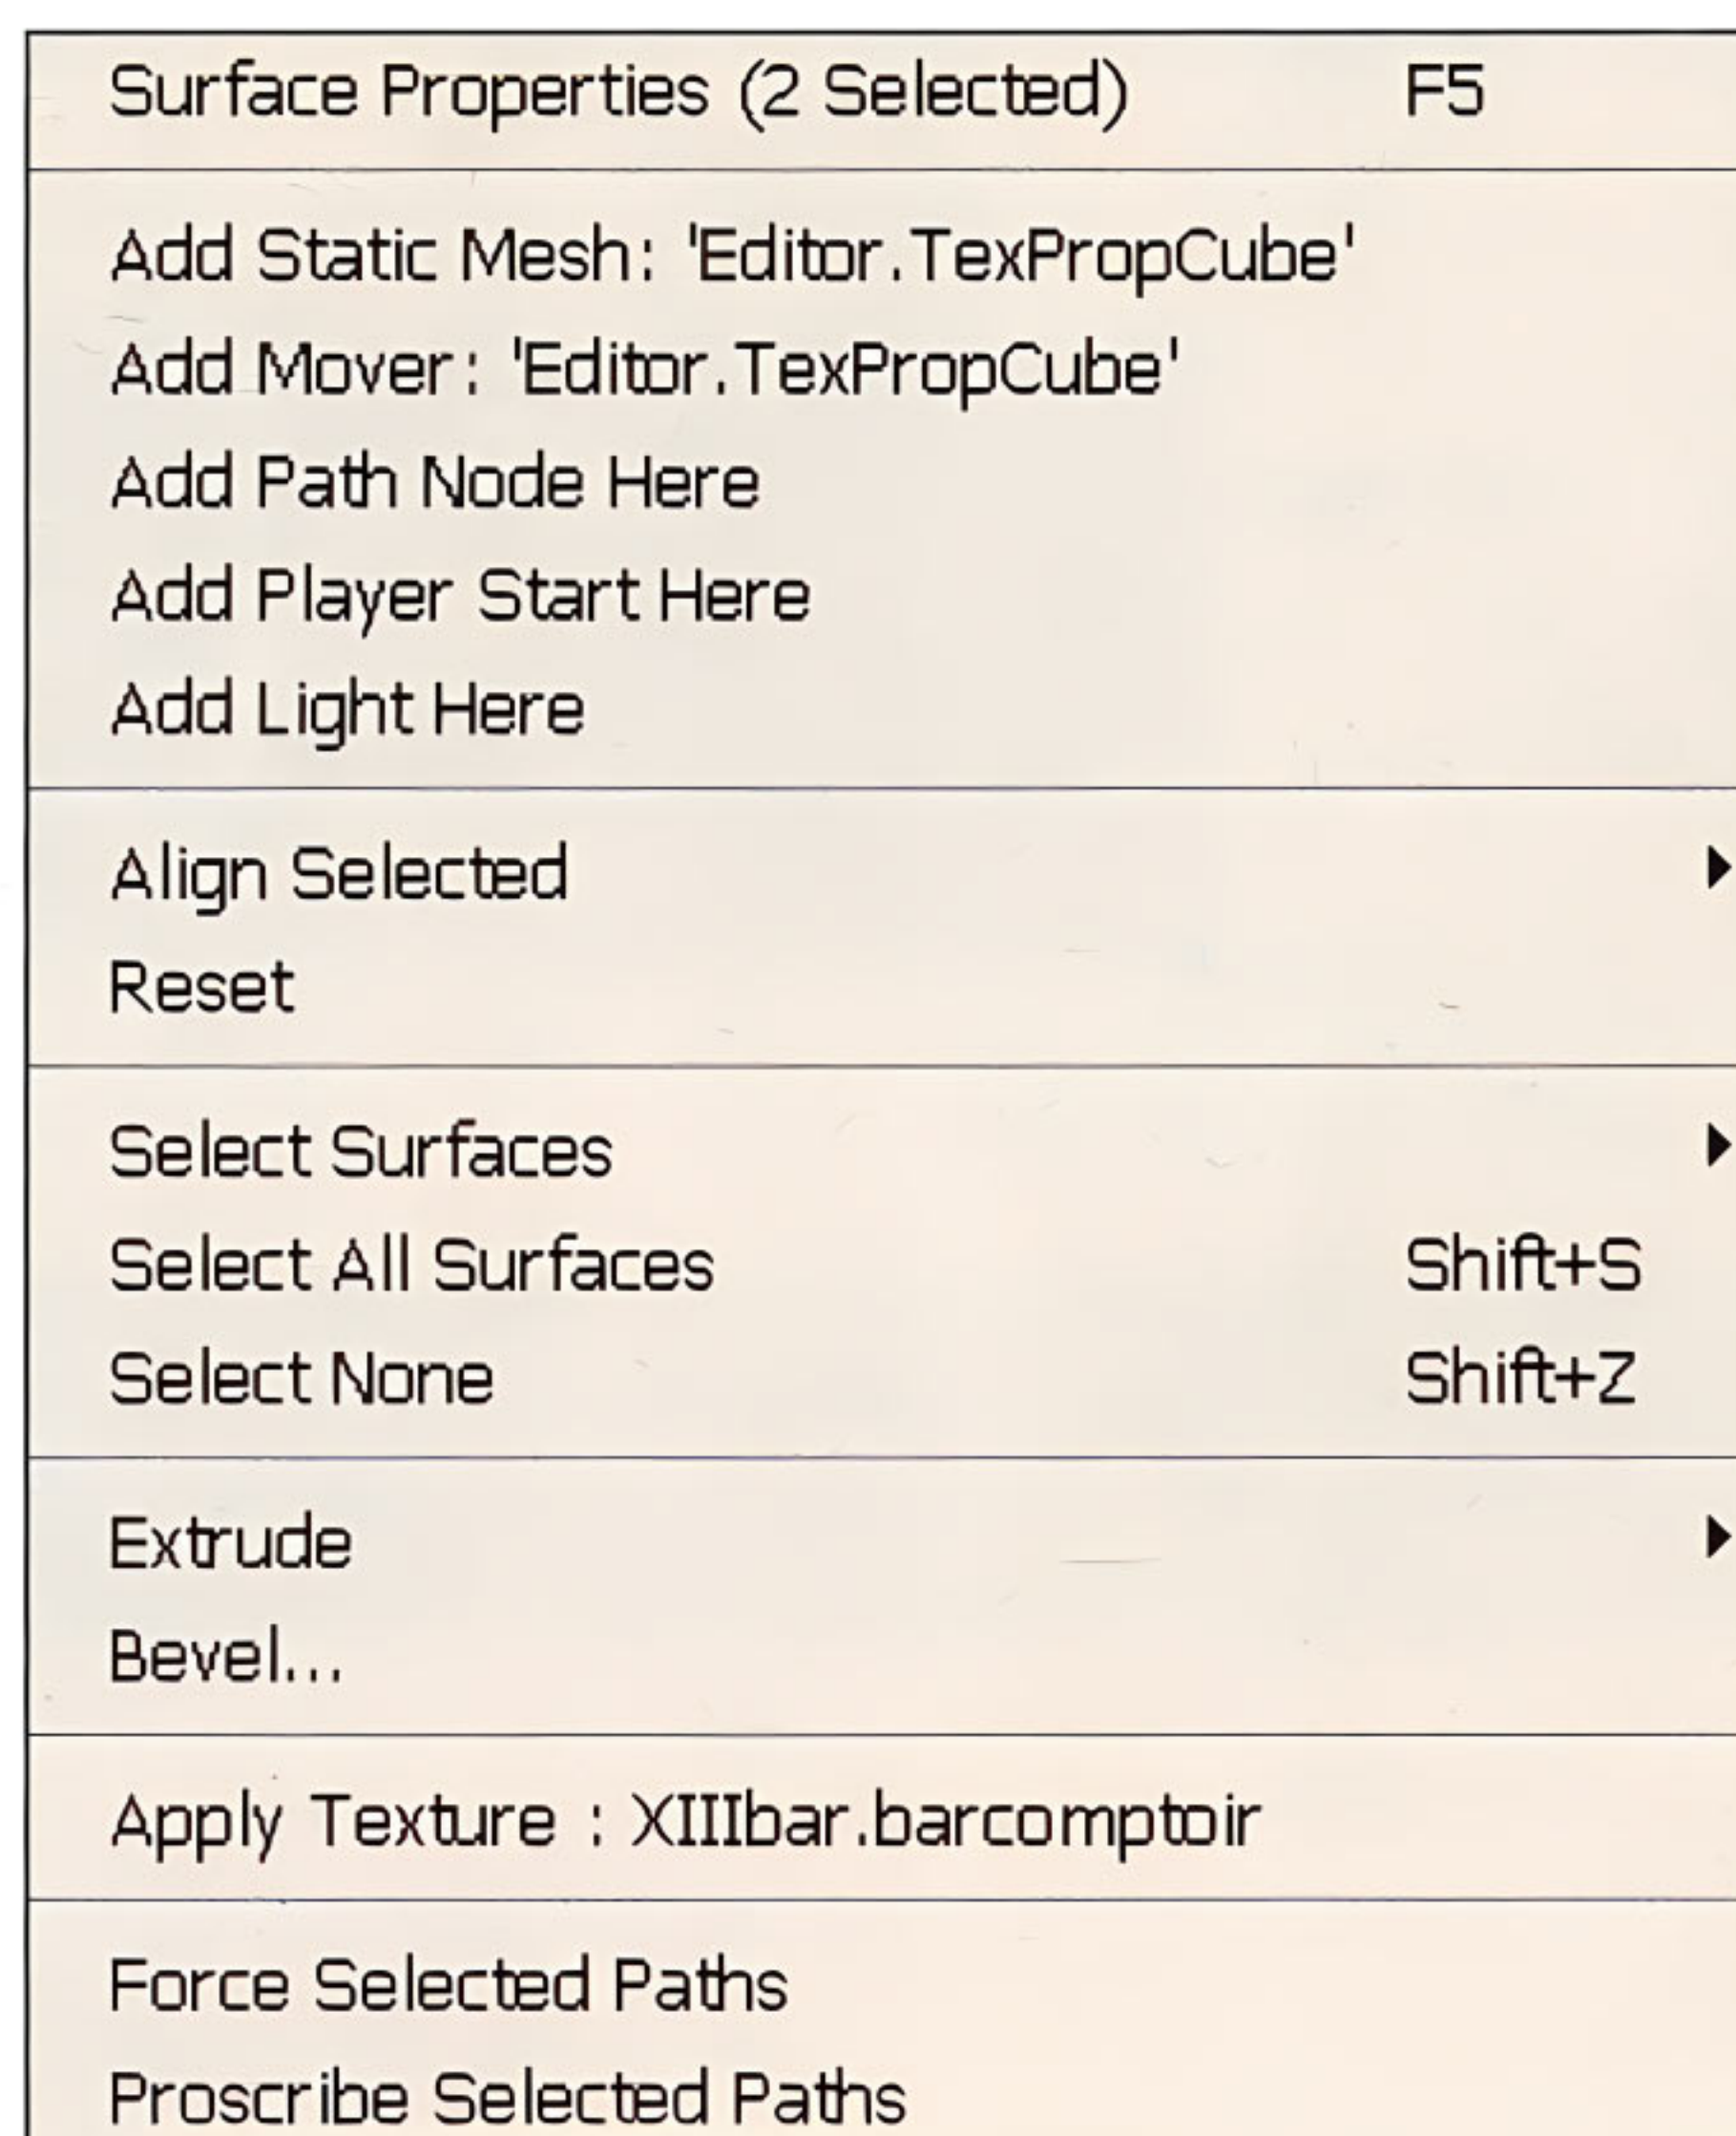 Surface Properties (2 Selected) F5
Add Static Mesh: 'Editor.TexPropCube'
Add Mover: 'Editor.TexPropCube'
Add Path Node Here
Add Player Start Here
Add Light Here
Align Selected
Reset
Select Surfaces
Select All Surfaces Shift+S
Select None Shift+Z
Extrude
Bevel...
Apply Texture : XIIIbar.barcomptoir
Force Selected Paths
Proscribe Selected Paths